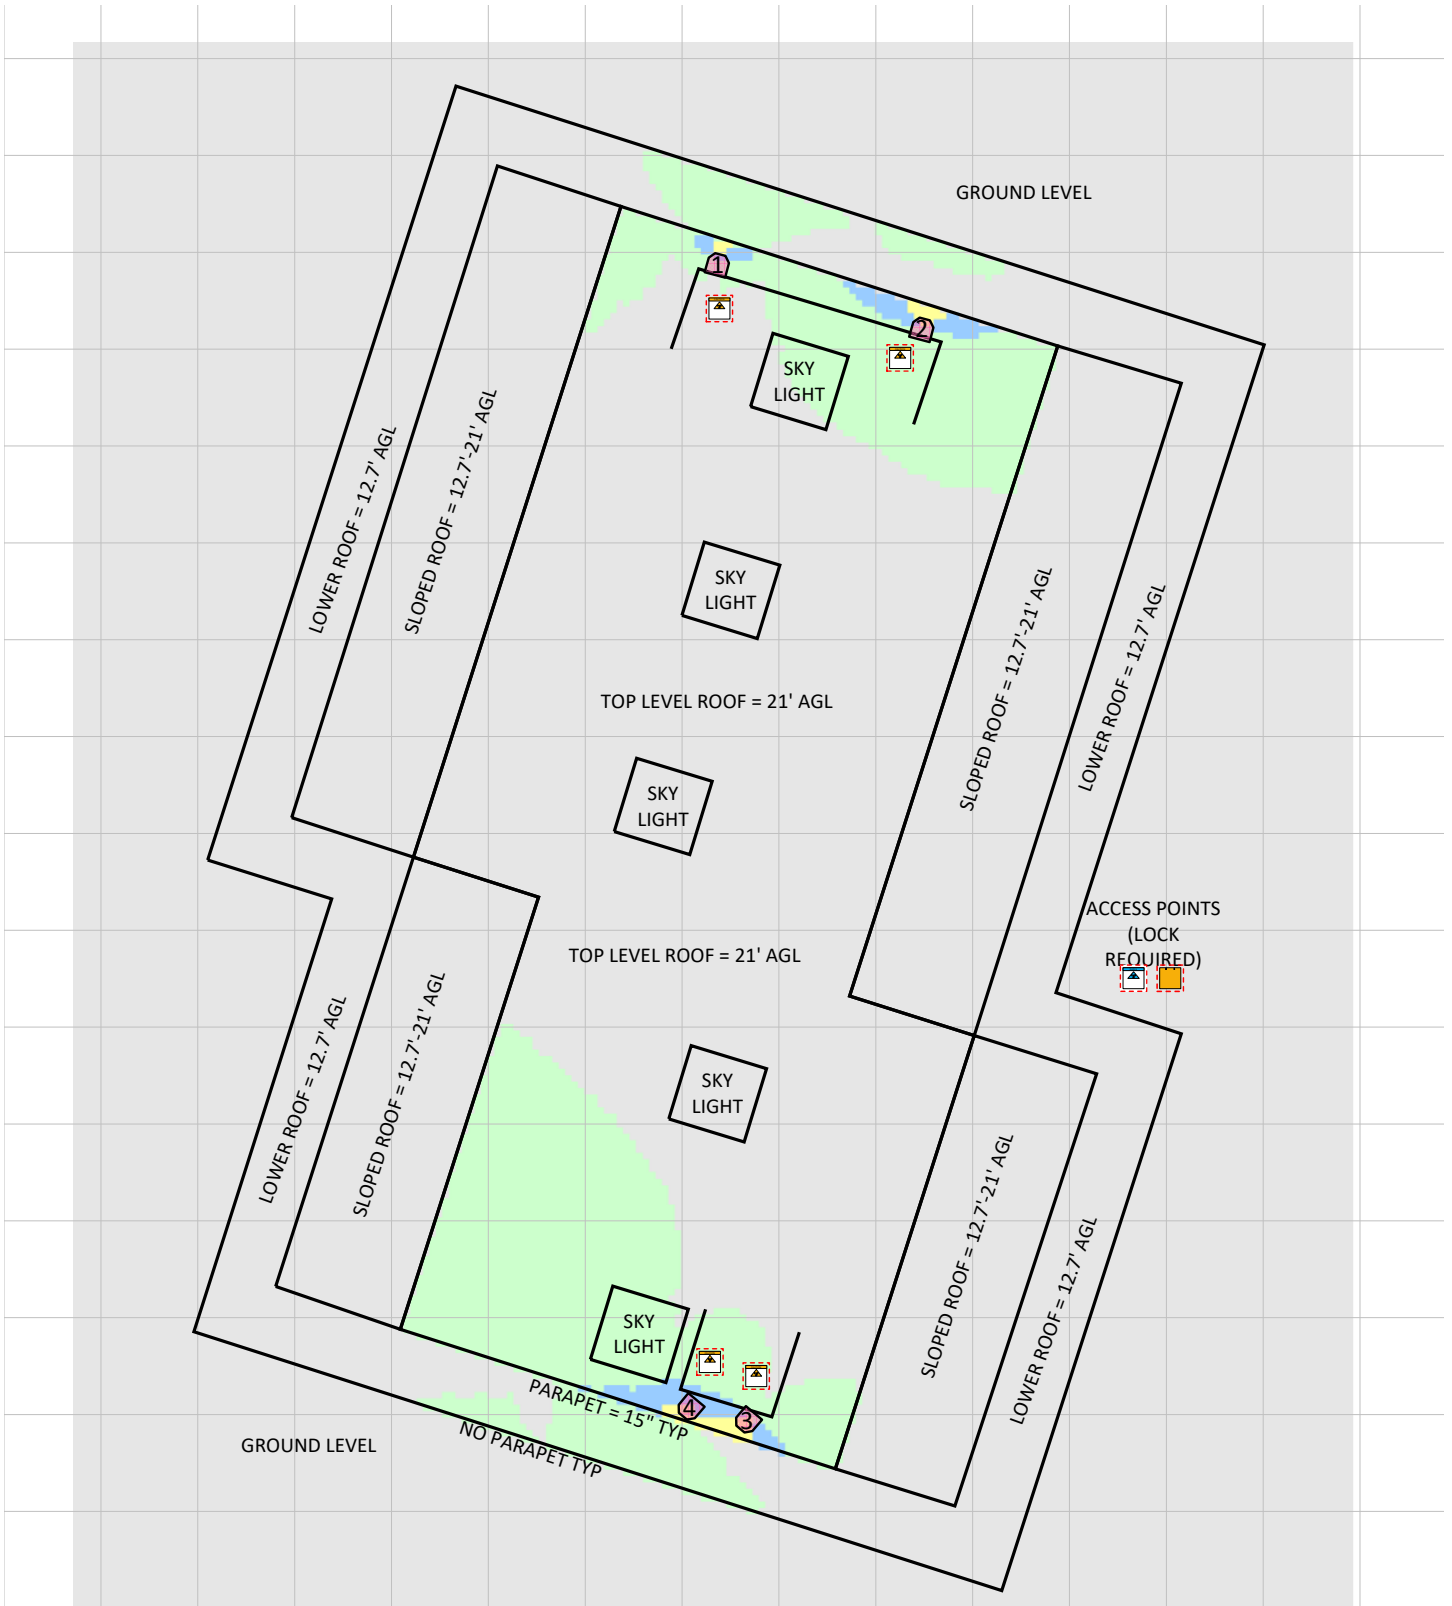 GROUND LEVEL
1
2
SKY
LIGHT
LOWER ROOF = 12.7' AGL
SLOPED ROOF = 12.7'-21' AGL
SKY
LIGHT
SLOPED ROOF = 12.7'-21' AGL
LOWER ROOF = 12.7' AGL
TOP LEVEL ROOF = 21' AGL
SKY
LIGHT
ACCESS POINTS
(LOCK
REQUIRED)
TOP LEVEL ROOF = 21' AGL
LOWER ROOF = 12.7' AGL
SLOPED ROOF = 12.7'-21' AGL
SKY
LIGHT
SLOPED ROOF = 12.7'-21' AGL
LOWER ROOF = 12.7' AGL
SKY
LIGHT
4
3
PARAPET = 15" TYP
NO PARAPET TYP
GROUND LEVEL